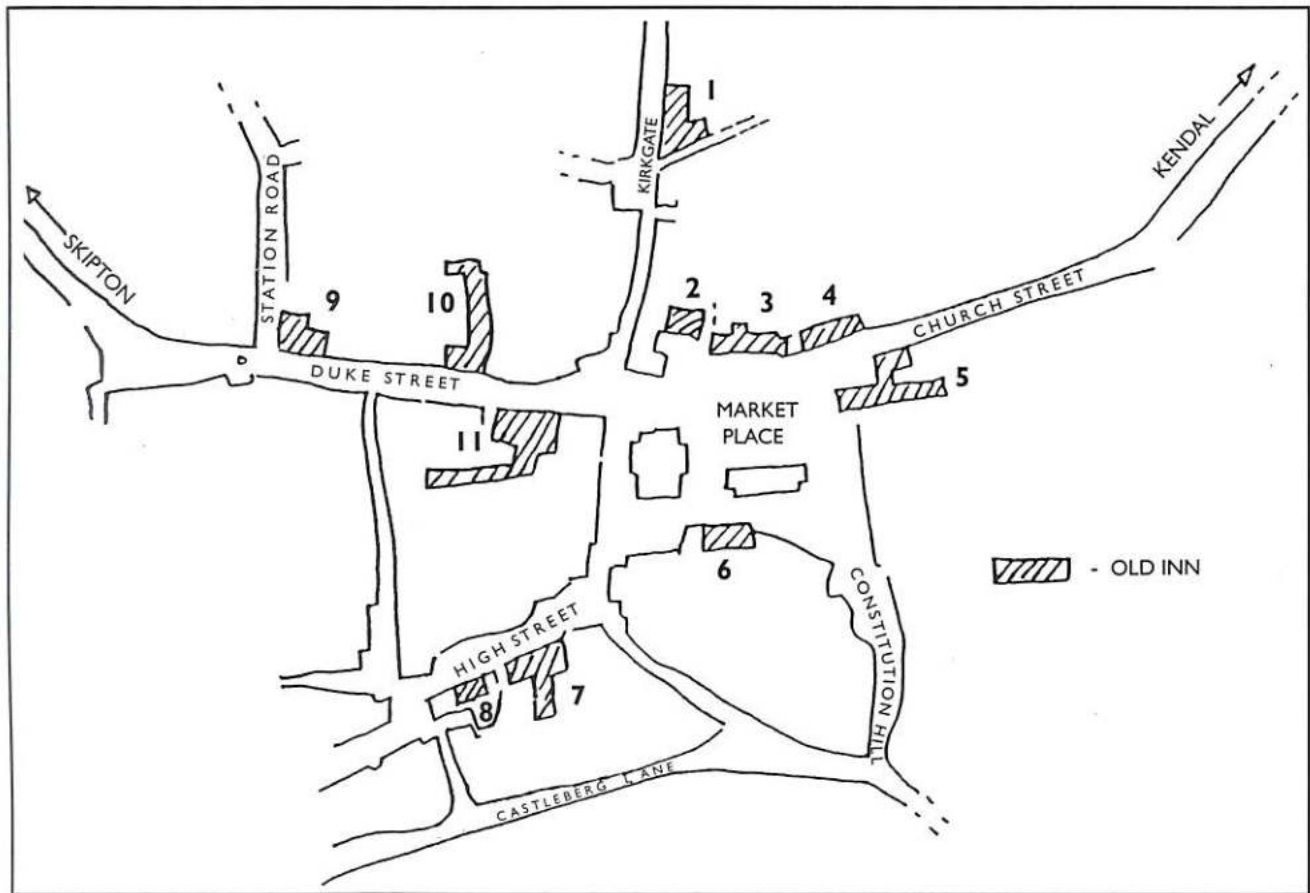 1
KIRKGATE
KENDAL
STATION ROAD
SKIPTON
9
10
2
3
4
CHURCH STREET
DUKE STREET
5
MARKET
PLACE
11
6
- OLD INN
CONSTITUTION HILL
HIGH STREET
7
8
CASTLEBERG LANE